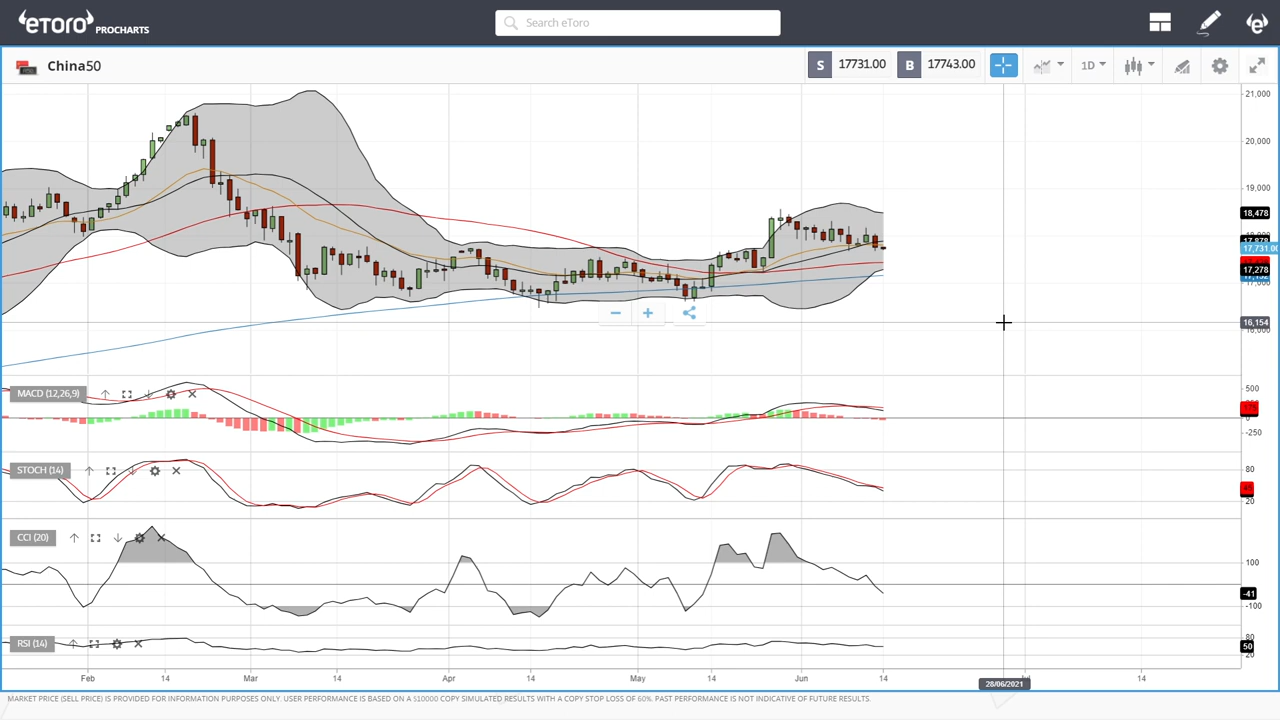 eToro PROCHARTS
Search eToro
China50
S 17731.00 B 17743.00 1D
21,000
20,000
19,000
18,478
17,731.00
17,278
16,154
MACD (12,26,9)
500
-250
STOCH (14)
80
20
CCI (20)
100
-41
-100
RSI (14)
80
50
20
Feb 14 Mar 14 Apr 14 May 14 Jun 14 14
28/06/2021
MARKET PRICE (SELL PRICE) IS PROVIDED FOR INFORMATION PURPOSES ONLY. USER PERFORMANCE IS BASED ON A $10000 COPY SIMULATED RESULTS WITH A COPY STOP LOSS OF 60%. PAST PERFORMANCE IS NOT INDICATIVE OF FUTURE RESULTS.